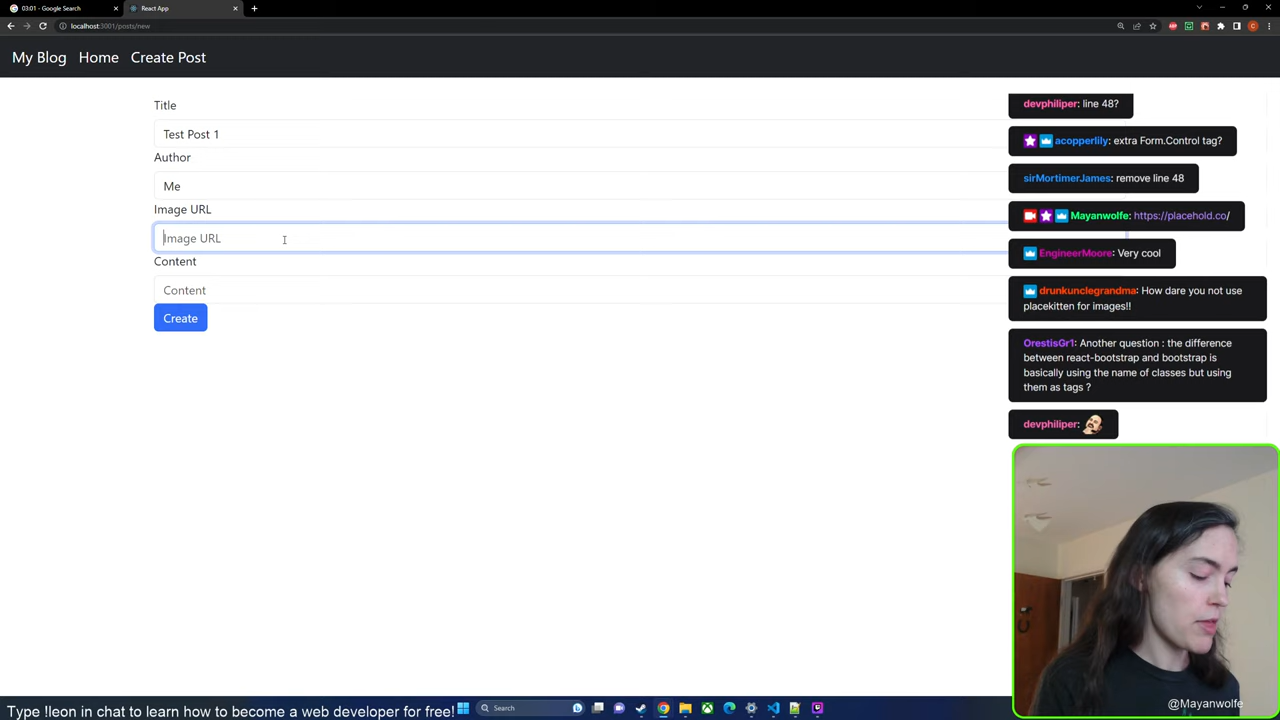 03:01 - Google Search
React App
localhost:3001/posts/new
My Blog
Home
Create Post
Title
Test Post 1
Author
Me
Image URL
Image URL
Content
Content
Create
devphiliper: line 48?
acopperlily: extra Form.Control tag?
sirMortimerJames: remove line 48
Mayanwolfe: https://placehold.co/
EngineerMoore: Very cool
drunkunclegrandma: How dare you not use
placekitten for images!!
OrestisGr1: Another question : the difference
between react-bootstrap and bootstrap is
basically using the name of classes but using
them as tags ?
devphiliper:
@Mayanwolfe
Type !leon in chat to learn how to become a web developer for free!
Search